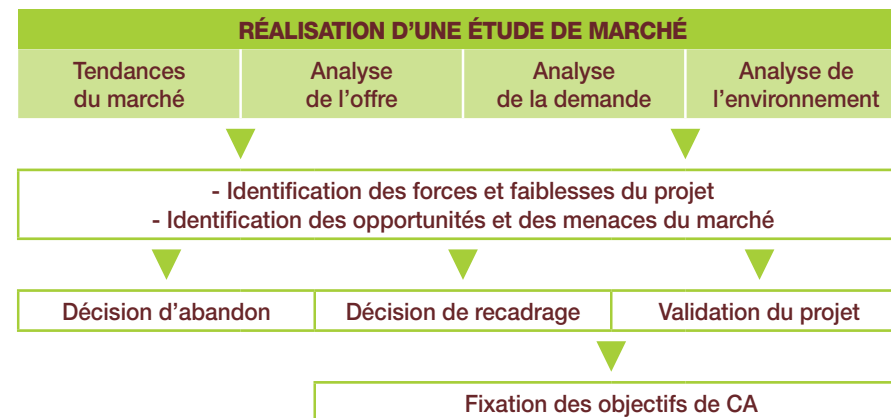 RÉALISATION D'UNE ÉTUDE DE MARCHÉ
Tendances
du marché
Analyse
de l'offre
Analyse
de la demande
Analyse de
l'environnement
- Identification des forces et faiblesses du projet
- Identification des opportunités et des menaces du marché
Décision d'abandon
Décision de recadrage
Validation du projet
Fixation des objectifs de CA